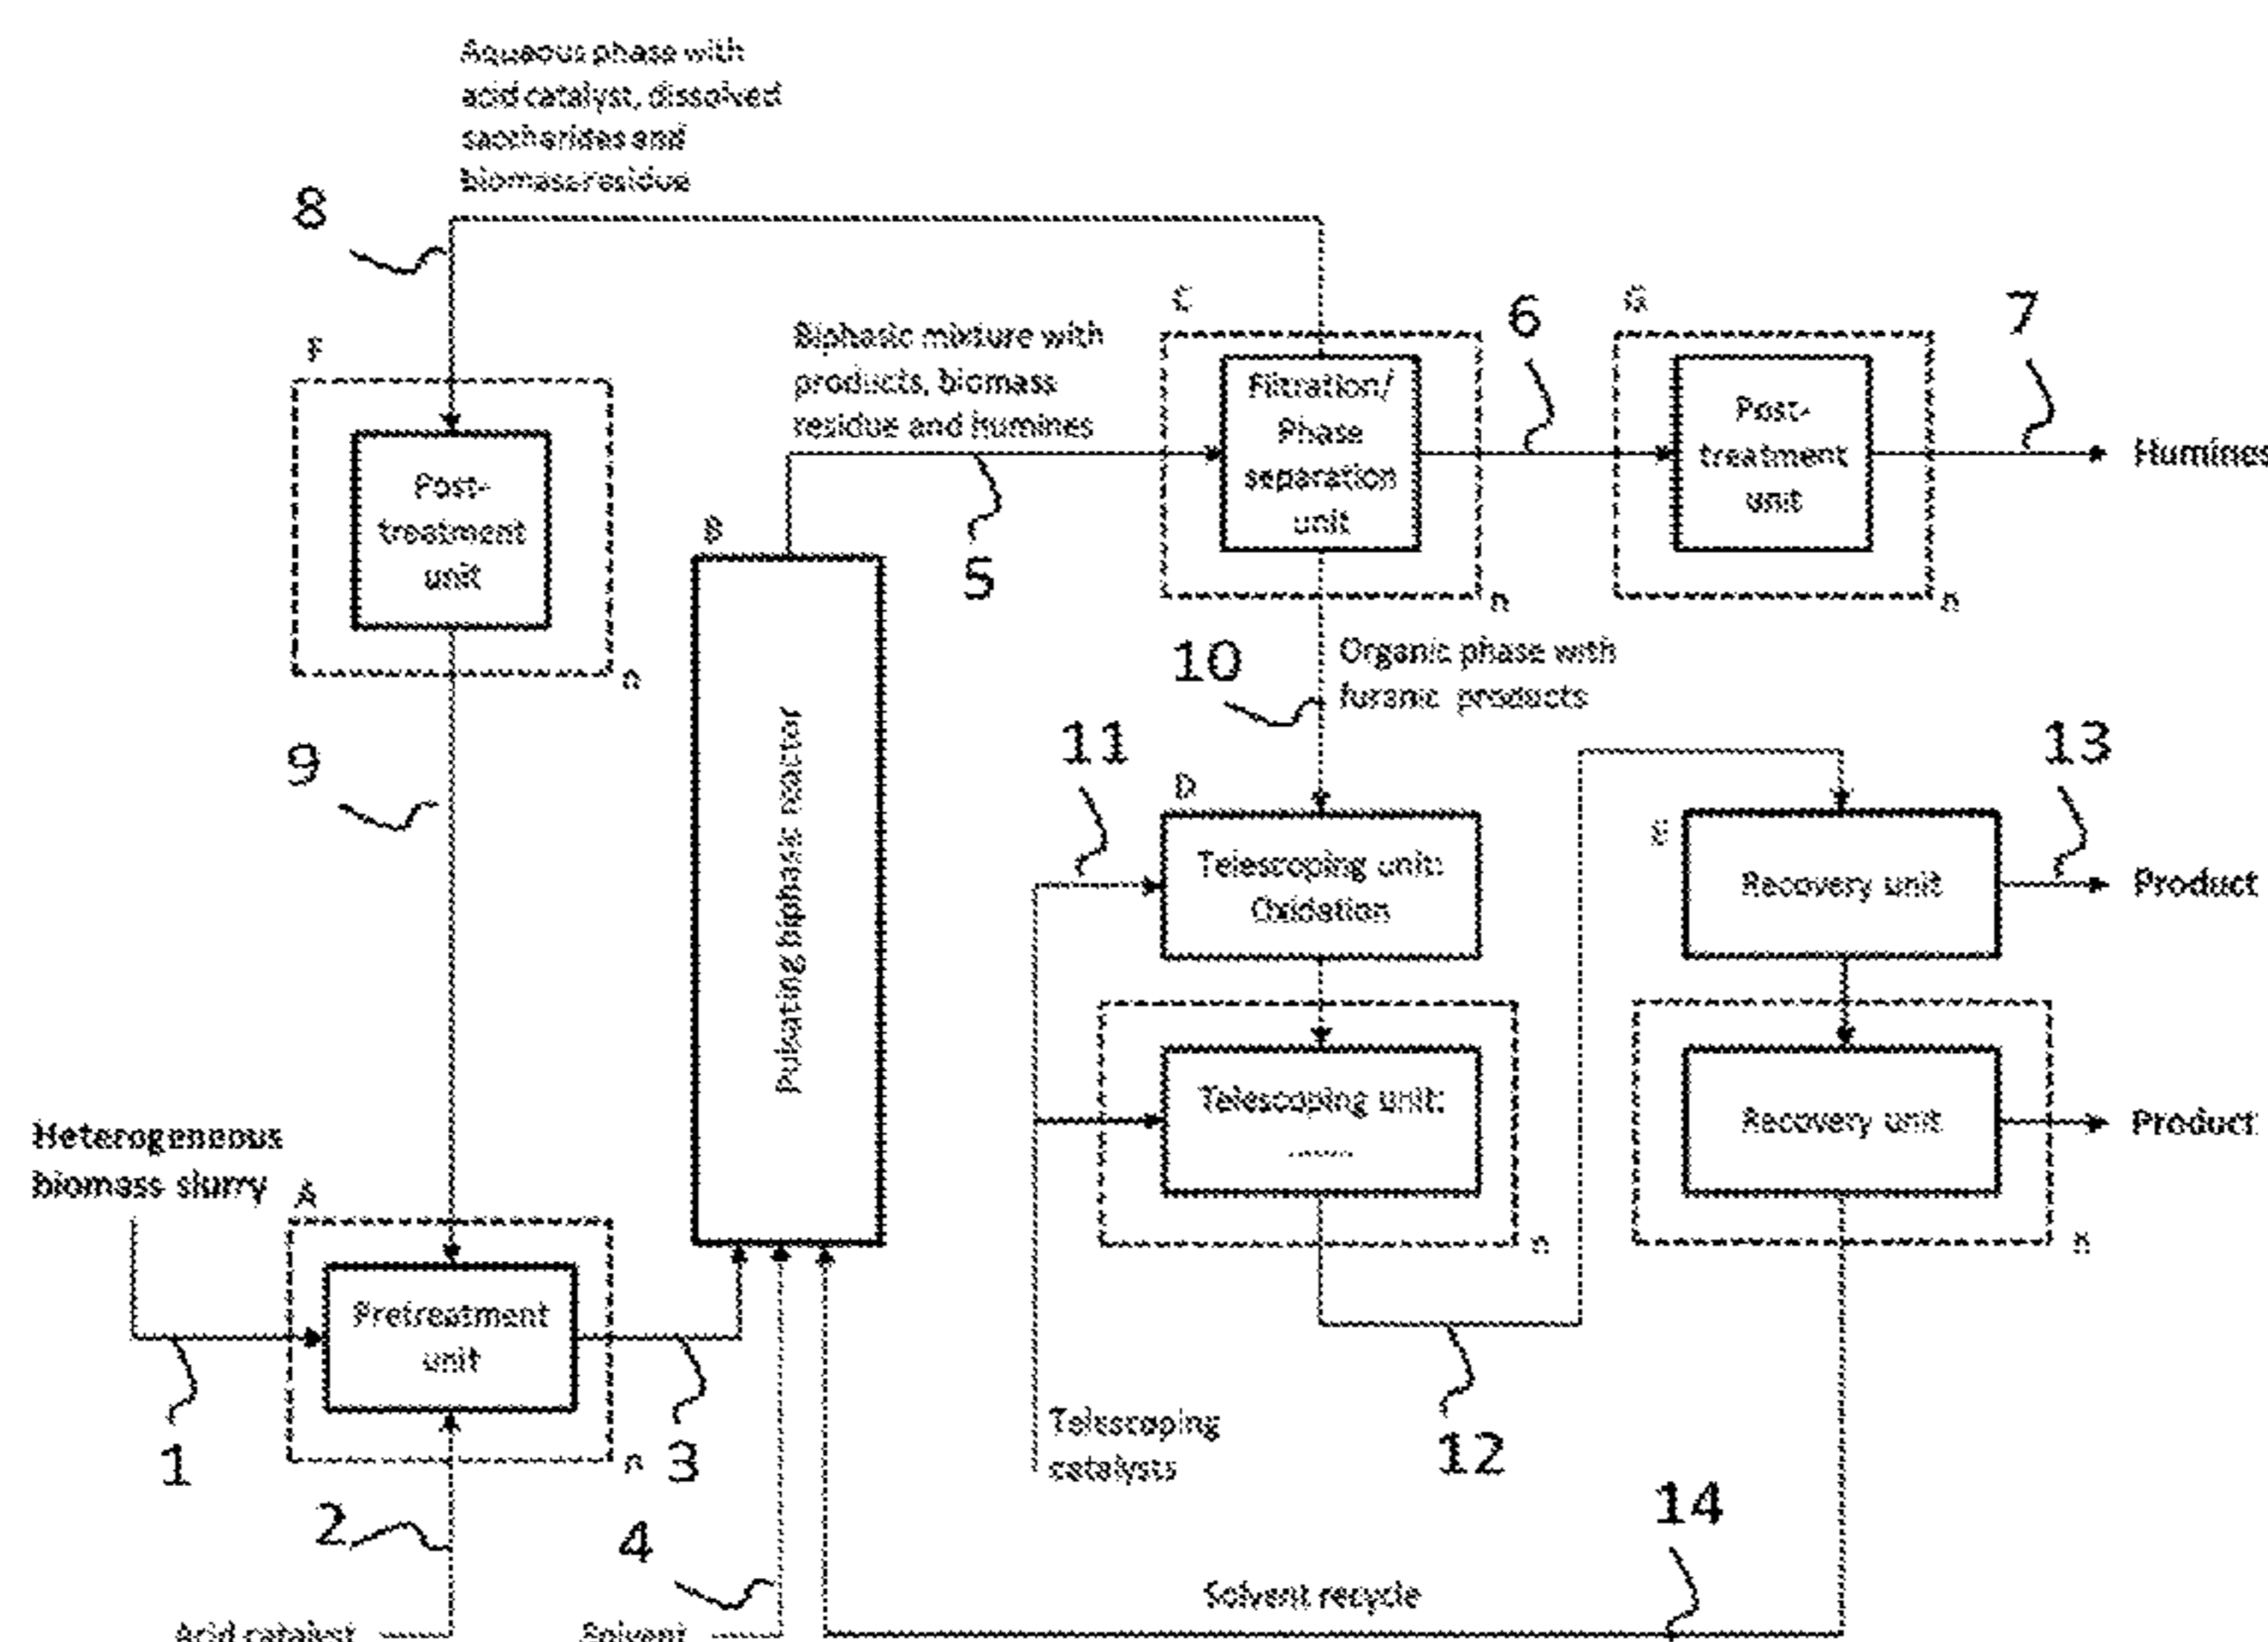 Aqueous phase with
acid catalyst, dissolved
saccharides and
biomass residue
8
F
Post-
treatment
unit
n
9
Heterogeneous
biomass slurry
A
Pretreatment
unit
n
1
2
3
Acid catalyst
4
Solvent
B
Pulsating biphasic reactor
Biphasic mixture with
products, biomass
residue and humines
5
C
Filtration/
Phase
separation
unit
n
6
G
Post-
treatment
unit
n
7
Humines
10
Organic phase with
furanic products
11
D
Telescoping unit:
Oxidation
Telescoping unit:
......
n
Telescoping
catalysts
12
E
Recovery unit
13
Product
Recovery unit
n
Product
14
Solvent recycle